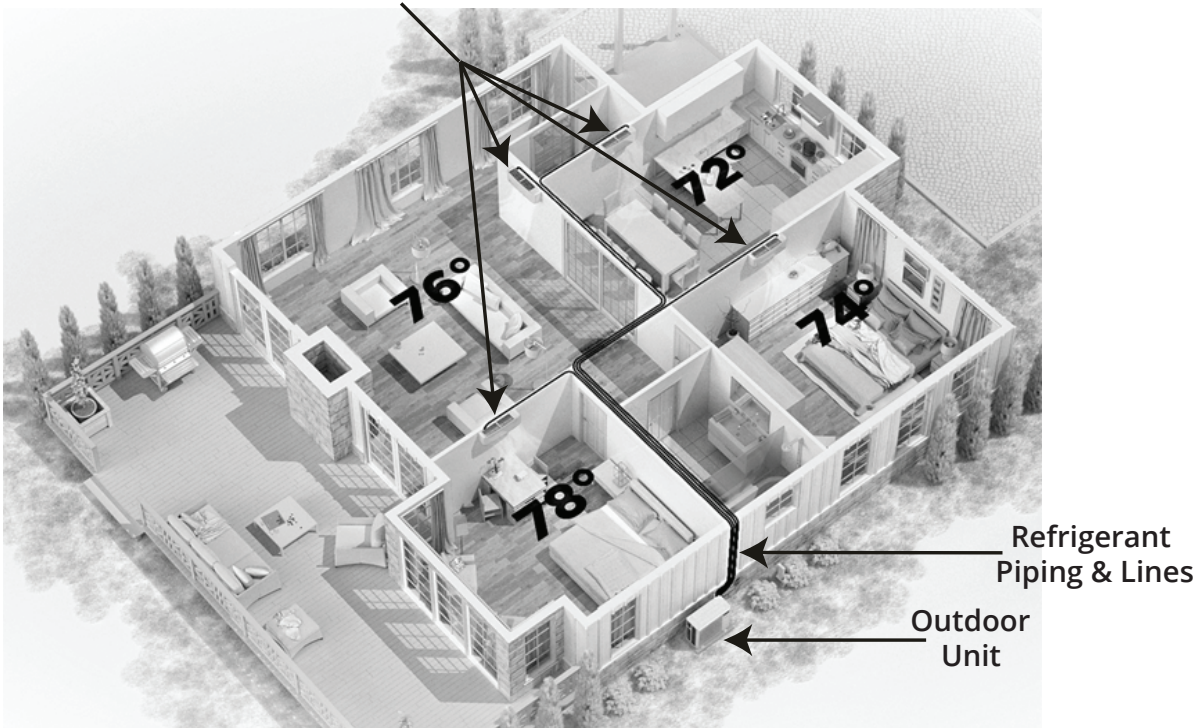 72°
76°
74°
78°
Refrigerant
Piping & Lines
Outdoor
Unit